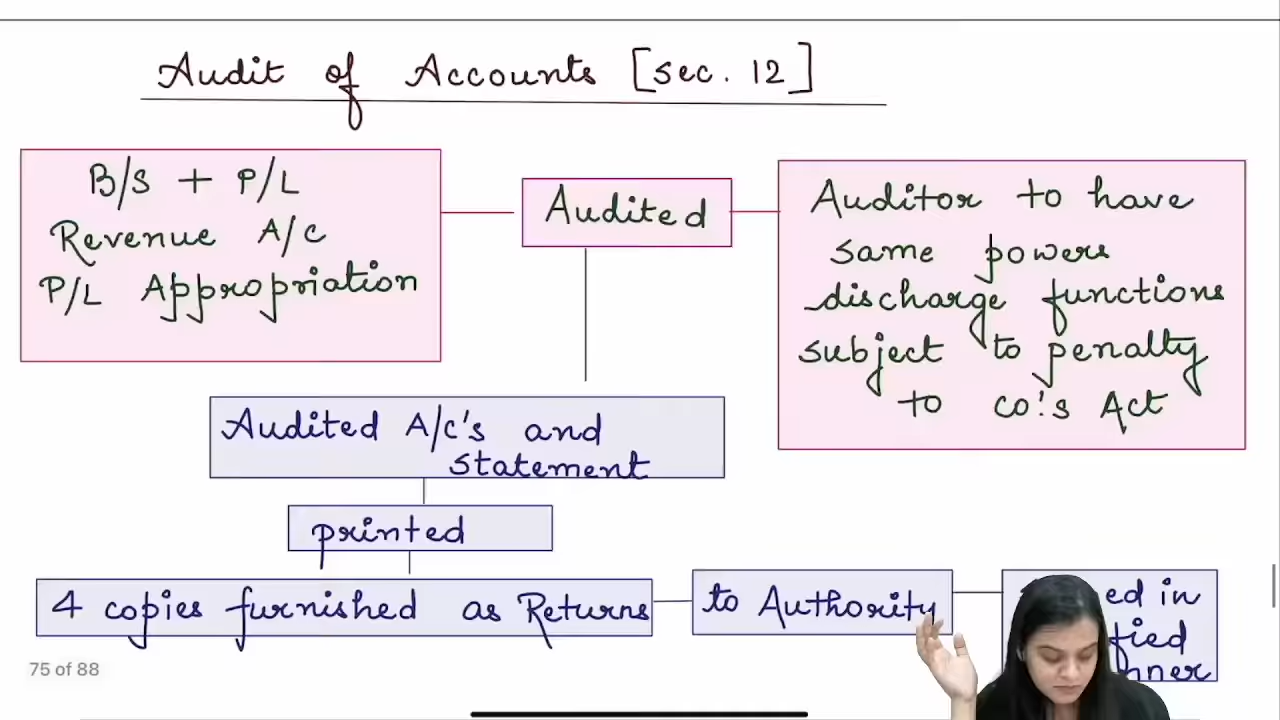 Audit of Accounts [sec. 12]
B/S + P/L
Revenue A/c
P/L Appropriation
Audited
Auditor to have
same powers
discharge functions
subject to penalty
to co's Act
Audited A/c's and
statement
printed
4 copies furnished as Returns
to Authority
in
75 of 88